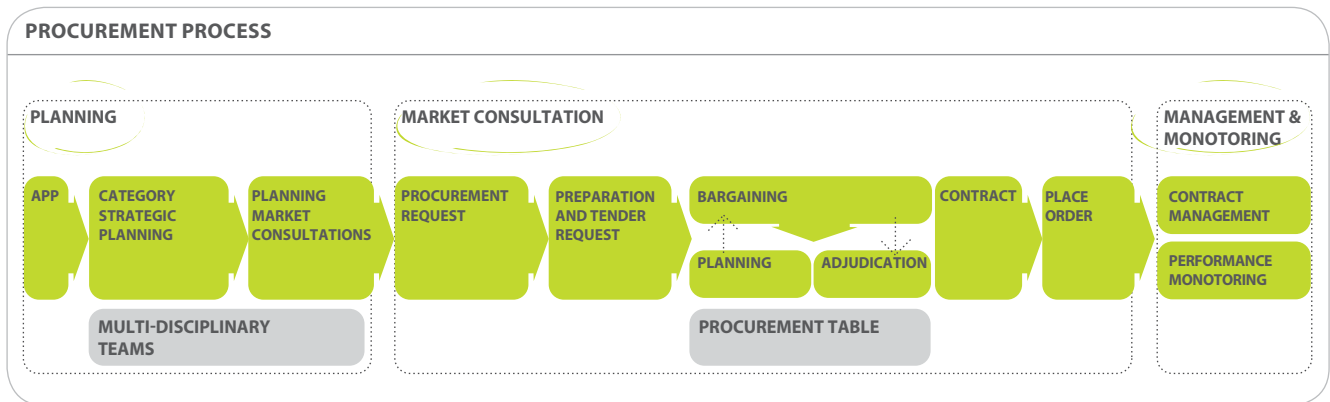 PROCUREMENT PROCESS
PLANNING
APP
CATEGORY
STRATEGIC
PLANNING
PLANNING
MARKET
CONSULTATIONS
MULTI-DISCIPLINARY
TEAMS
MARKET CONSULTATION
PROCUREMENT
REQUEST
PREPARATION
AND TENDER
REQUEST
BARGAINING
PLANNING
ADJUDICATION
PROCUREMENT TABLE
CONTRACT
PLACE
ORDER
MANAGEMENT &
MONOTORING
CONTRACT
MANAGEMENT
PERFORMANCE
MONOTORING